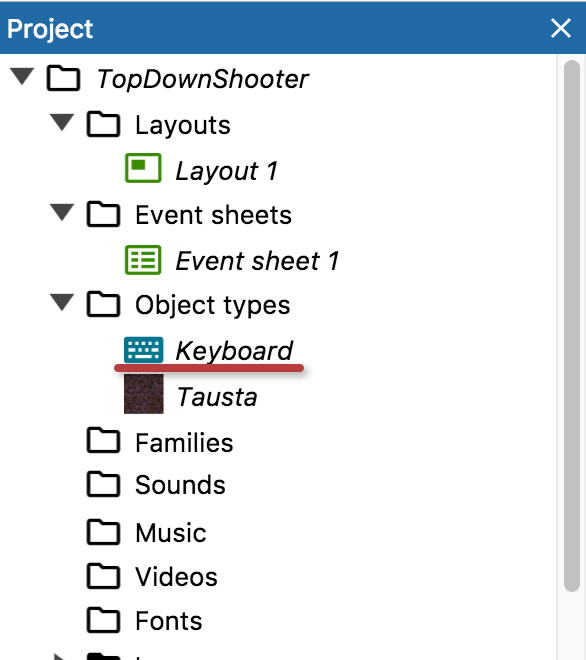 Project
TopDownShooter
Layouts
Layout 1
Event sheets
Event sheet 1
Object types
Keyboard
Tausta
Families
Sounds
Music
Videos
Fonts